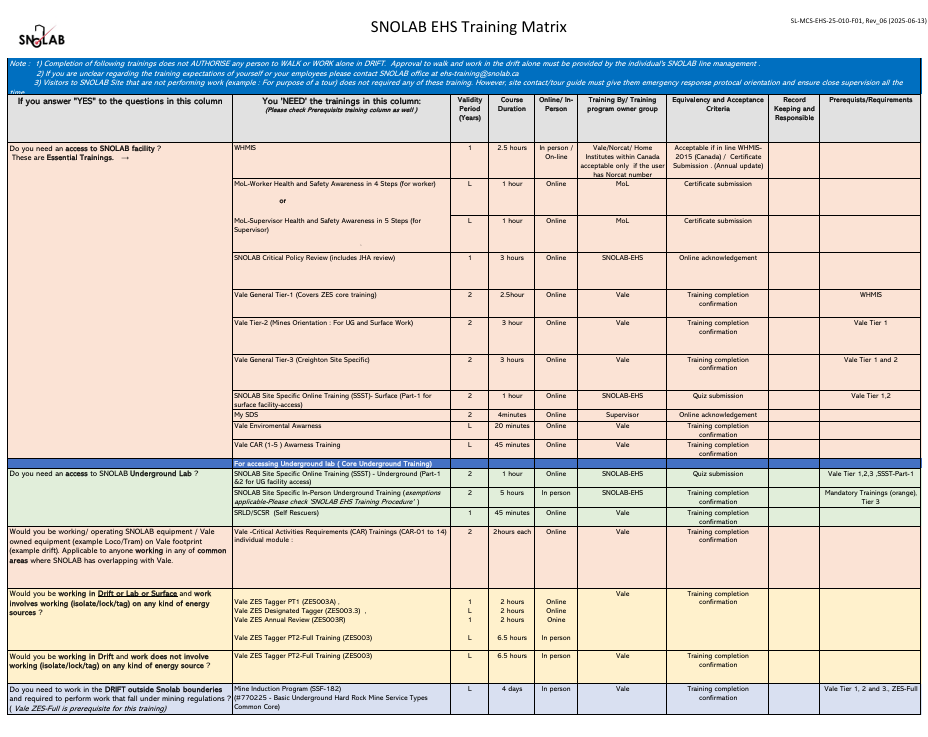 SL-MCS-EHS-25-010-F01, Rev_06 (2025-06-13)
SNOLAB
SNOLAB EHS Training Matrix
Note : 1) Completion of following trainings does not AUTHORISE any person to WALK or WORK alone in DRIFT. Approval to walk and work in the drift alone must be provided by the individual's SNOLAB line management .
2) If you are unclear regarding the training expectations of yourself or your employees please contact SNOLAB office at ehs-training@snolab.ca
3) Visitors to SNOLAB Site that are not performing work (example : For purpose of a tour) does not required any of these training. However, site contact/tour guide must give them emergency response protocal orientation and ensure close supervision all the
time
If you answer "YES" to the questions in this column
You 'NEED' the trainings in this column:
(Please check Prerequisite training column as well )
Validity Period (Years)
Course Duration
Online/ In-Person
Training By/ Training program owner group
Equivalency and Acceptance Criteria
Record Keeping and Responsible
Prerequists/Requirements
Do you need an access to SNOLAB facility ?
These are Essential Trainings. →
WHMIS
1
2.5 hours
In person / On-line
Vale/Norcat/ Home Institutes within Canada acceptable only if the user has Norcat number
Acceptable if in line WHMIS-2015 (Canada) / Certificate Submission . (Annual update)
MoL-Worker Health and Safety Awareness in 4 Steps (for worker)
or
L
1 hour
Online
MoL
Certificate submission
MoL-Supervisor Health and Safety Awareness in 5 Steps (for Supervisor)
L
1 hour
Online
MoL
Certificate submission
SNOLAB Critical Policy Review (includes JHA review)
1
3 hours
Online
SNOLAB-EHS
Online acknowledgement
Vale General Tier-1 (Covers ZES core training)
2
2.5hour
Online
Vale
Training completion confirmation
WHMIS
Vale Tier-2 (Mines Orientation : For UG and Surface Work)
2
3 hour
Online
Vale
Training completion confirmation
Vale Tier 1
Vale General Tier-3 (Creighton Site Specific)
2
3 hours
Online
Vale
Training completion confirmation
Vale Tier 1 and 2
SNOLAB Site Specific Online Training (SSST)- Surface (Part-1 for surface facility-access)
2
1 hour
Online
SNOLAB-EHS
Quiz submission
Vale Tier 1,2
My SDS
2
4minutes
Online
Supervisor
Online acknowledgement
Vale Enviromental Awarness
L
20 minutes
Online
Vale
Training completion confirmation
Vale CAR (1-5 ) Awarness Training
L
45 minutes
Online
Vale
Training completion confirmation
For accessing Underground lab ( Core Underground Training)
Do you need an access to SNOLAB Underground Lab ?
SNOLAB Site Specific Online Training (SSST) - Underground (Part-1 &2 for UG facility access)
2
1 hour
Online
SNOLAB-EHS
Quiz submission
Vale Tier 1,2,3 ,SSST-Part-1
SNOLAB Site Specific In-Person Underground Training (exemptions applicable-Please check 'SNOLAB EHS Training Procedure' )
2
5 hours
In person
SNOLAB-EHS
Training completion confirmation
Mandatory Trainings (orange), Tier 3
SRLD/SCSR (Self Rescuers)
1
45 minutes
Online
Vale
Training completion confirmation
Would you be working/ operating SNOLAB equipment / Vale owned equipment (example Loco/Tram) on Vale footprint (example drift). Applicable to anyone working in any of common areas where SNOLAB has overlapping with Vale.
Vale -Critical Activities Requirements (CAR) Trainings (CAR-01 to 14) individual module :
2
2hours each
Online
Vale
Training completion confirmation
Would you be working in Drift or Lab or Surface and work involves working (isolate/lock/tag) on any kind of energy sources ?
Vale
Training completion confirmation
Vale ZES Tagger PT1 (ZES003A) , 1 2 hours Online
Vale ZES Designated Tagger (ZES003.3) , L 2 hours Online
Vale ZES Annual Review (ZES003R) 1 2 hours Onine
Vale ZES Tagger PT2-Full Training (ZES003) L 6.5 hours In person
Would you be working in Drift and work does not involve working (isolate/lock/tag) on any kind of energy source ?
Vale ZES Tagger PT2-Full Training (ZES003)
L
6.5 hours
In person
Vale
Training completion confirmation
Do you need to work in the DRIFT outside Snolab bounderies and required to perform work that fall under mining regulations ?
( Vale ZES-Full is prerequisite for this training)
Mine Induction Program (SSF-182)
(#770225 - Basic Underground Hard Rock Mine Service Types Common Core)
L
4 days
In person
Vale
Training completion confirmation
Vale Tier 1, 2 and 3., ZES-Full